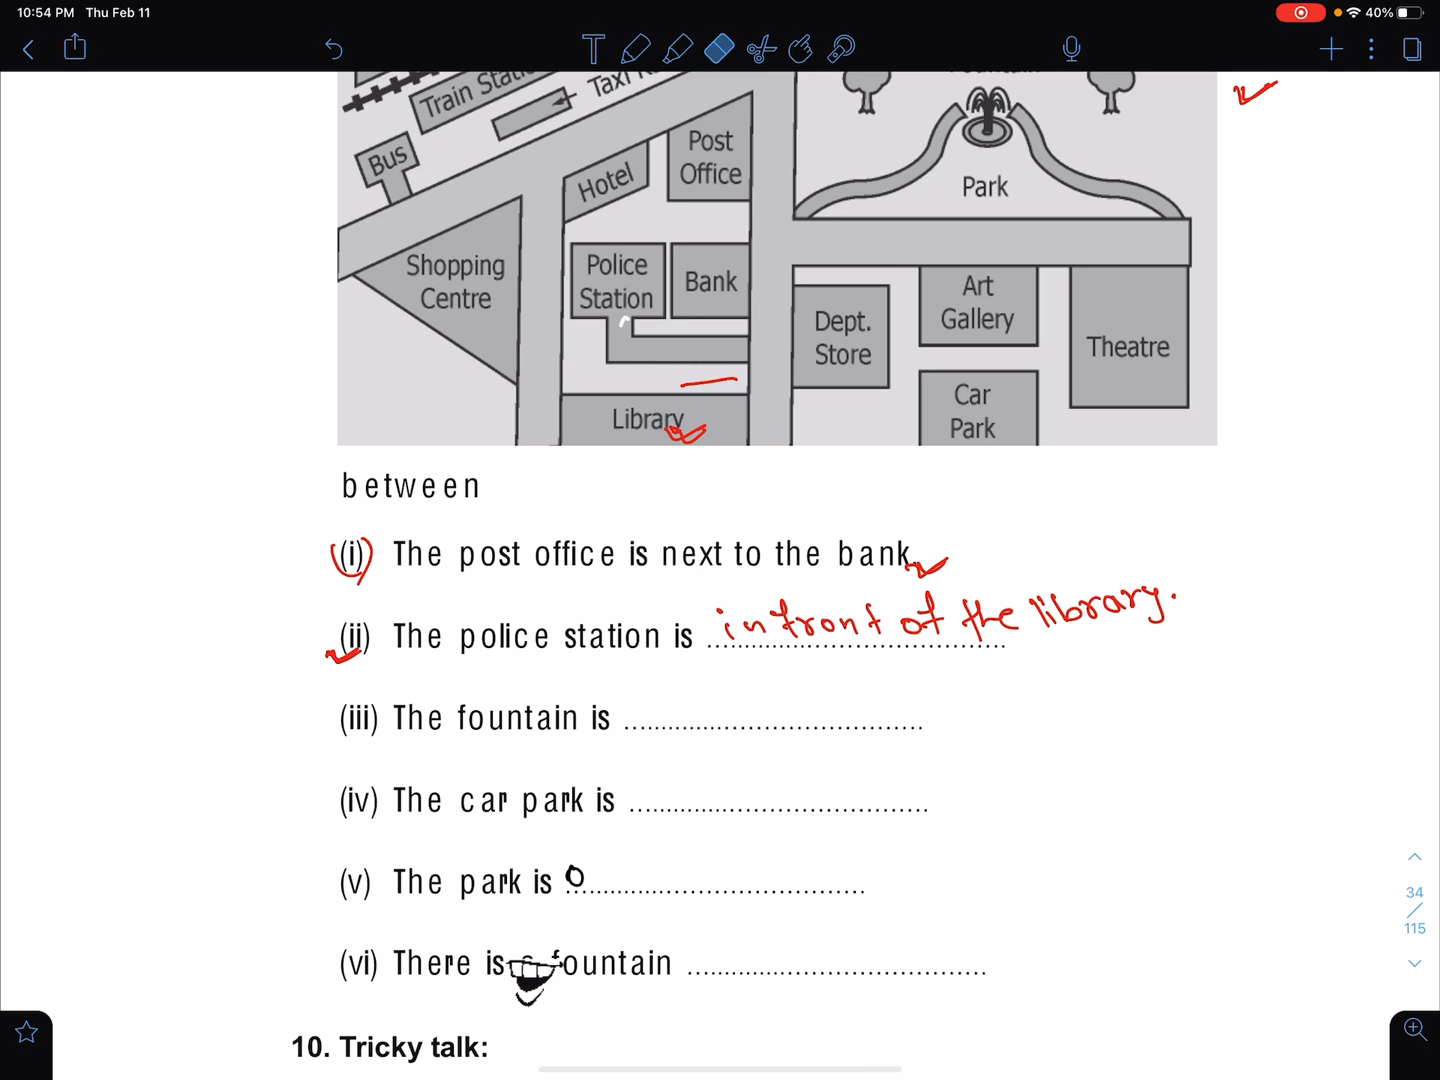 10:54 PM Thu Feb 11
40%
Train Stati
Taxi R
Bus
Hotel
Post
Office
Park
Shopping
Centre
Police
Station
Bank
Dept.
Store
Art
Gallery
Theatre
Car
Park
Library
between
(i) The post office is next to the bank.
(ii) The police station is in front of the library.
(iii) The fountain is ........................................
(iv) The car park is ........................................
(v) The park is O........................................
(vi) There is fountain ........................................
34
/
115
10. Tricky talk: